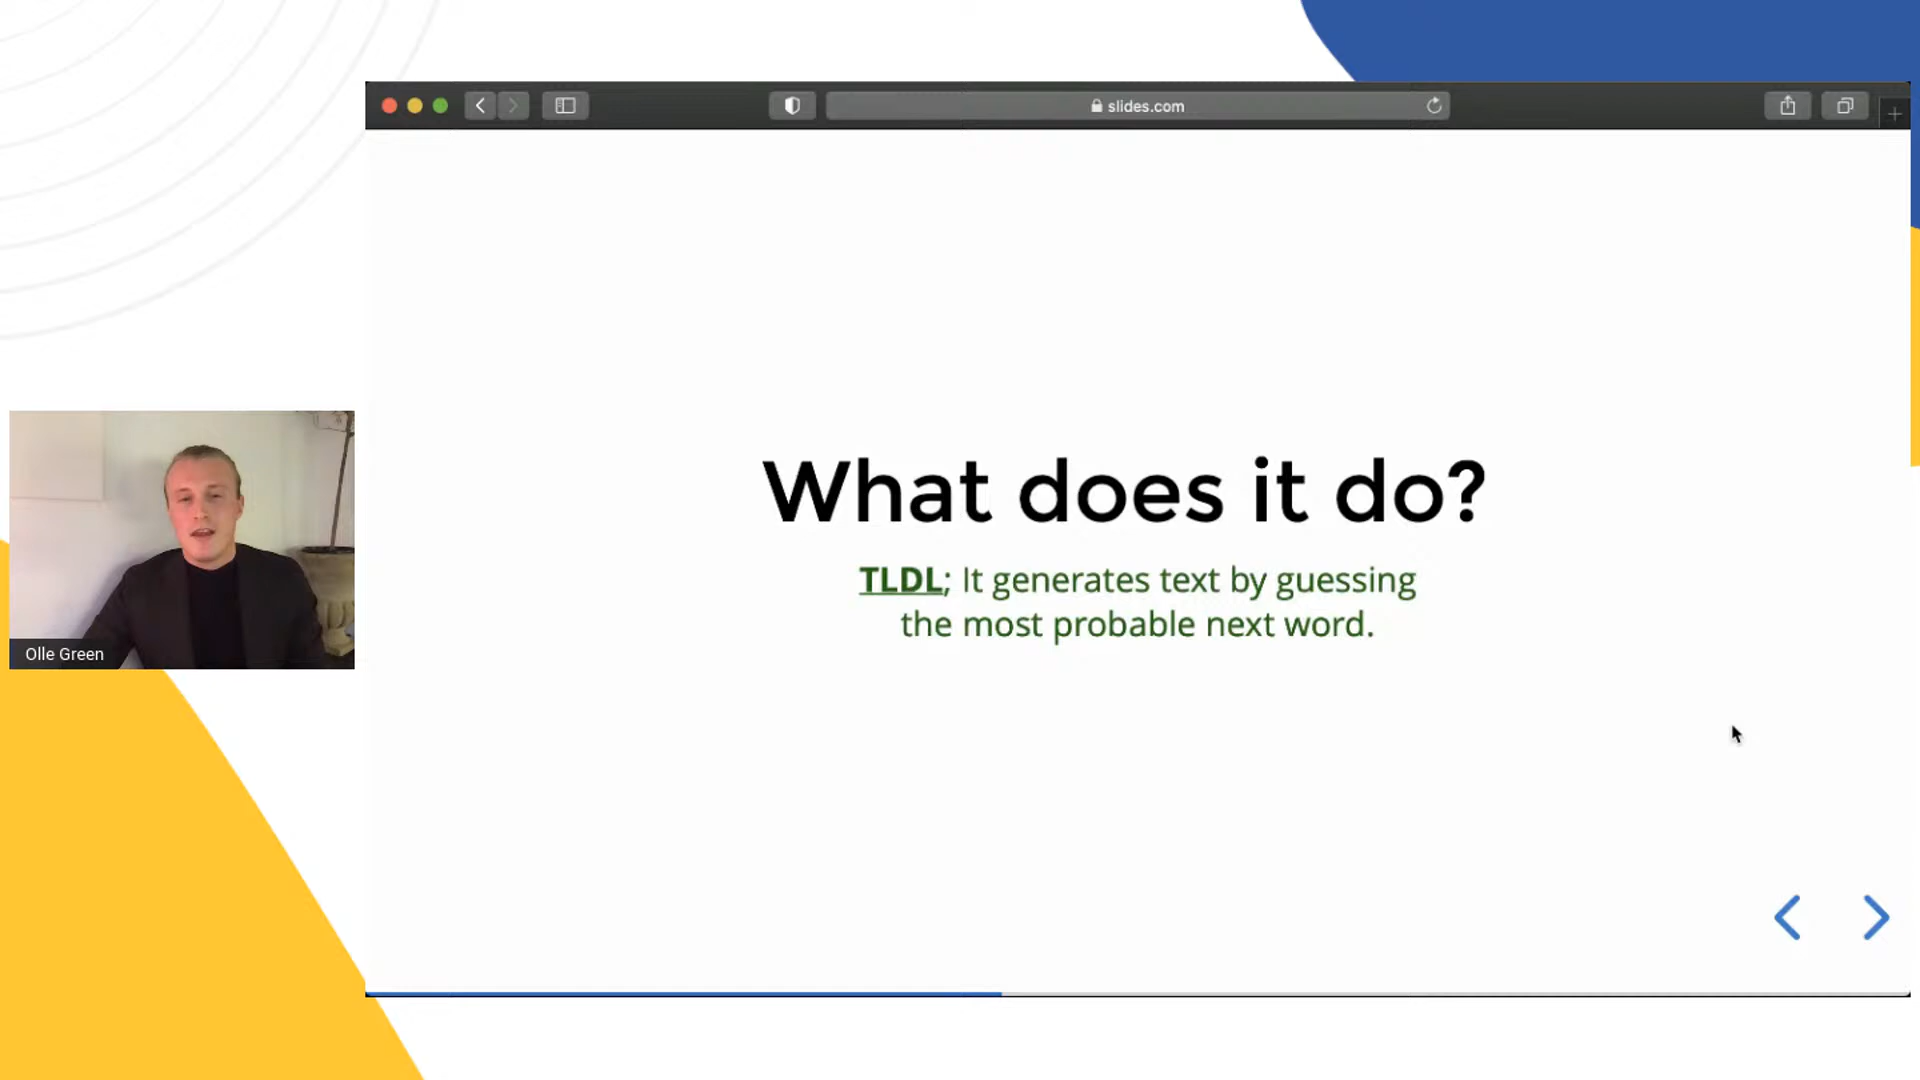 slides.com
What does it do?
TLDL; It generates text by guessing
the most probable next word.
Olle Green